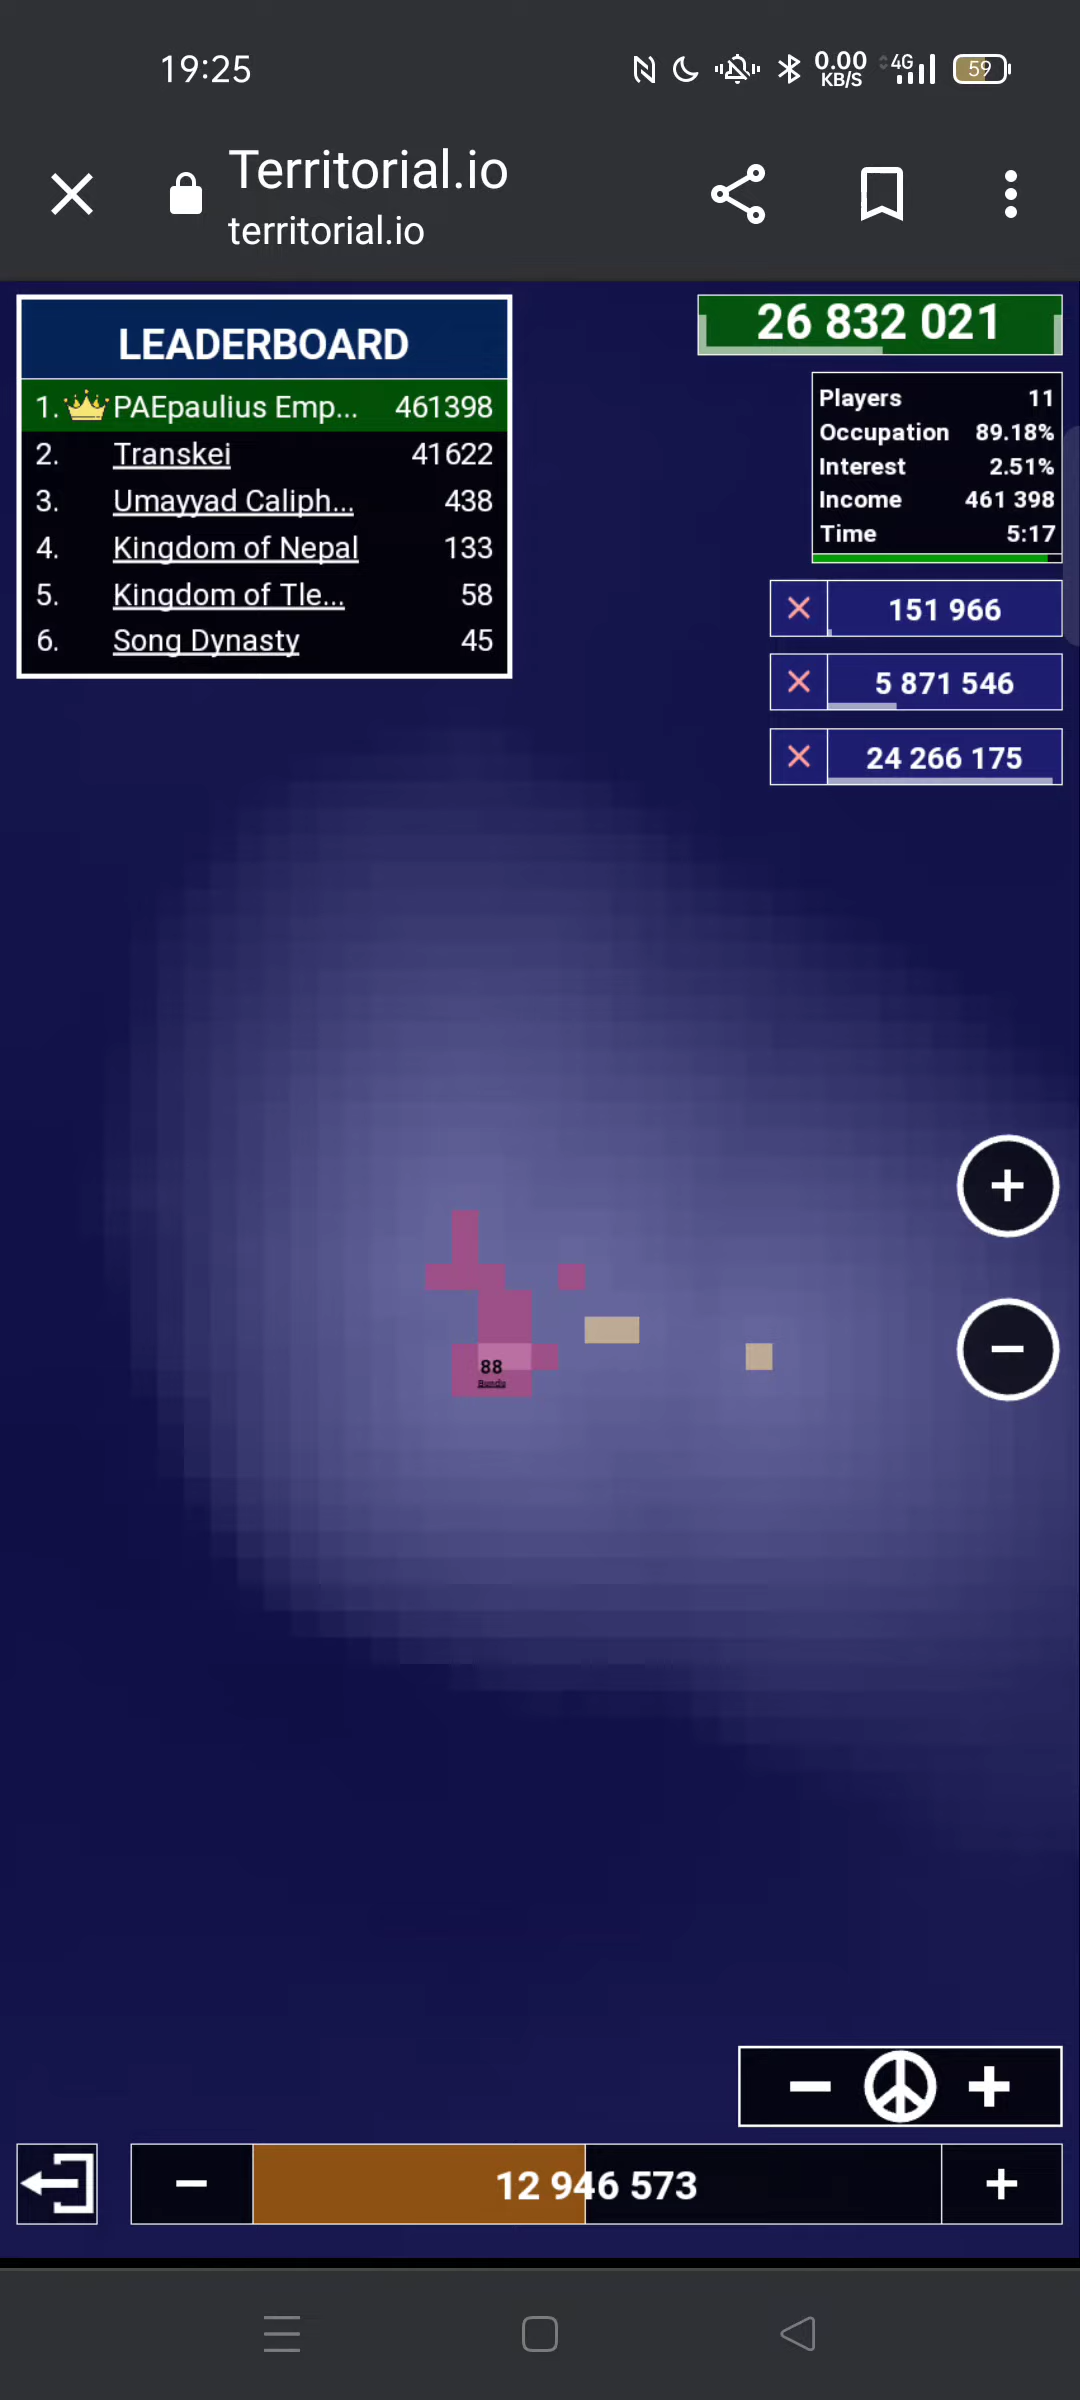 19:25
0.00
KB/S
4G
59
Territorial.io
territorial.io
LEADERBOARD
1. PAEpaulius Emp... 461398
2. Transkei 41622
3. Umayyad Caliph... 438
4. Kingdom of Nepal 133
5. Kingdom of Tle... 58
6. Song Dynasty 45
26 832 021
Players 11
Occupation 89.18%
Interest 2.51%
Income 461 398
Time 5:17
151 966
5 871 546
24 266 175
88
12 946 573